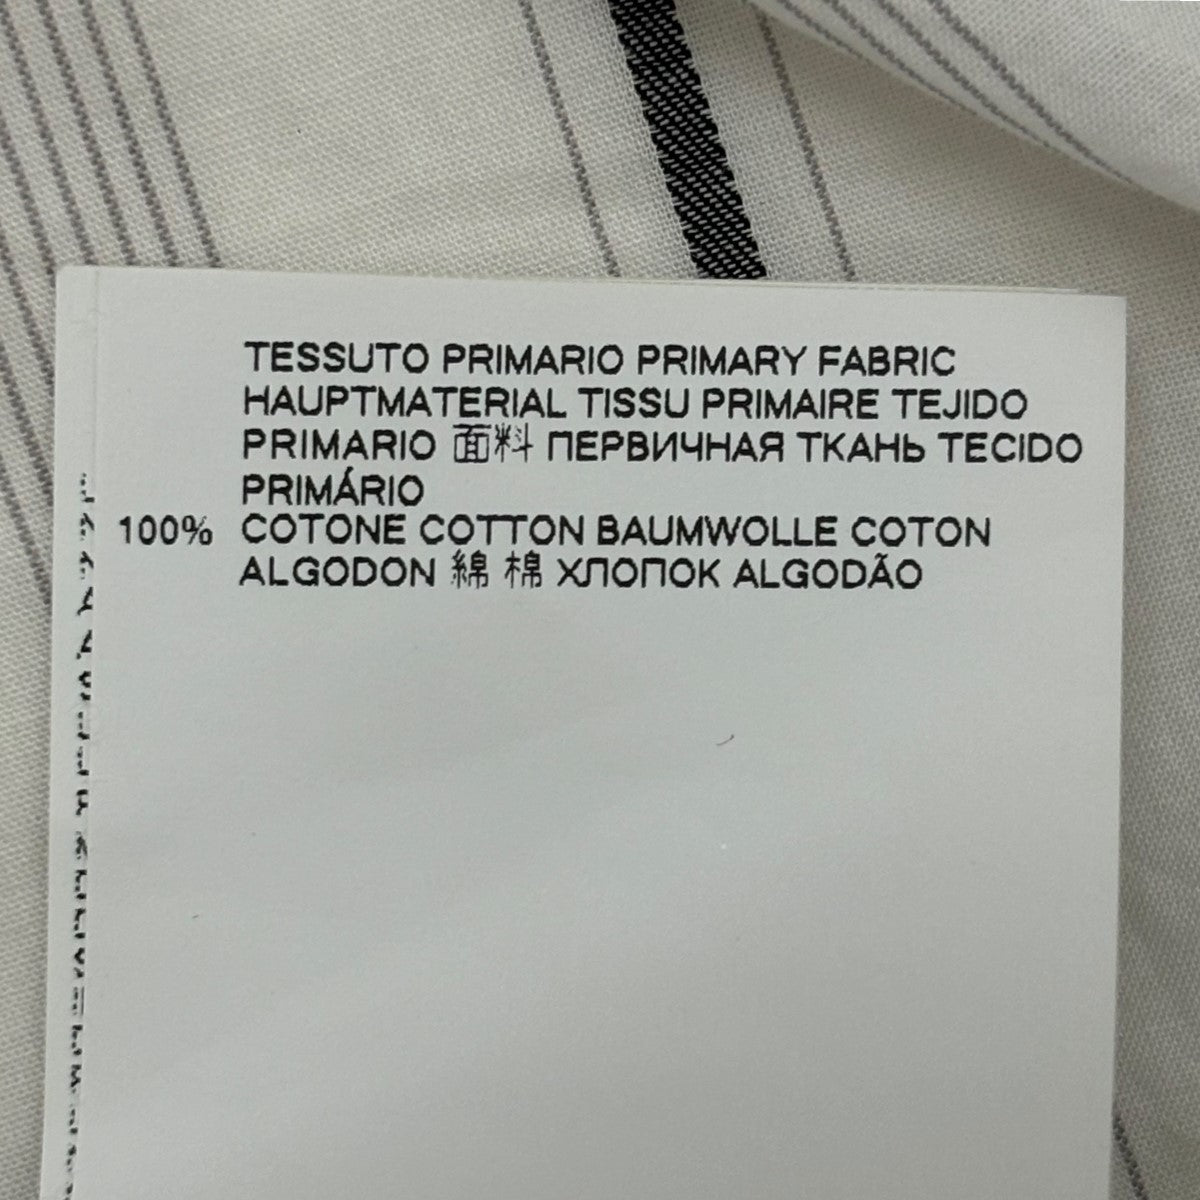 TESSUTO PRIMARIO PRIMARY FABRIC
HAUPTMATERIAL TISSU PRIMAIRE TEJIDO
PRIMARIO 面料 ПЕРВИЧНАЯ ТКАНЬ TECIDO
PRIMÁRIO
100% COTONE COTTON BAUMWOLLE COTON
ALGODON 綿 棉 ХЛОПОК ALGODÃO